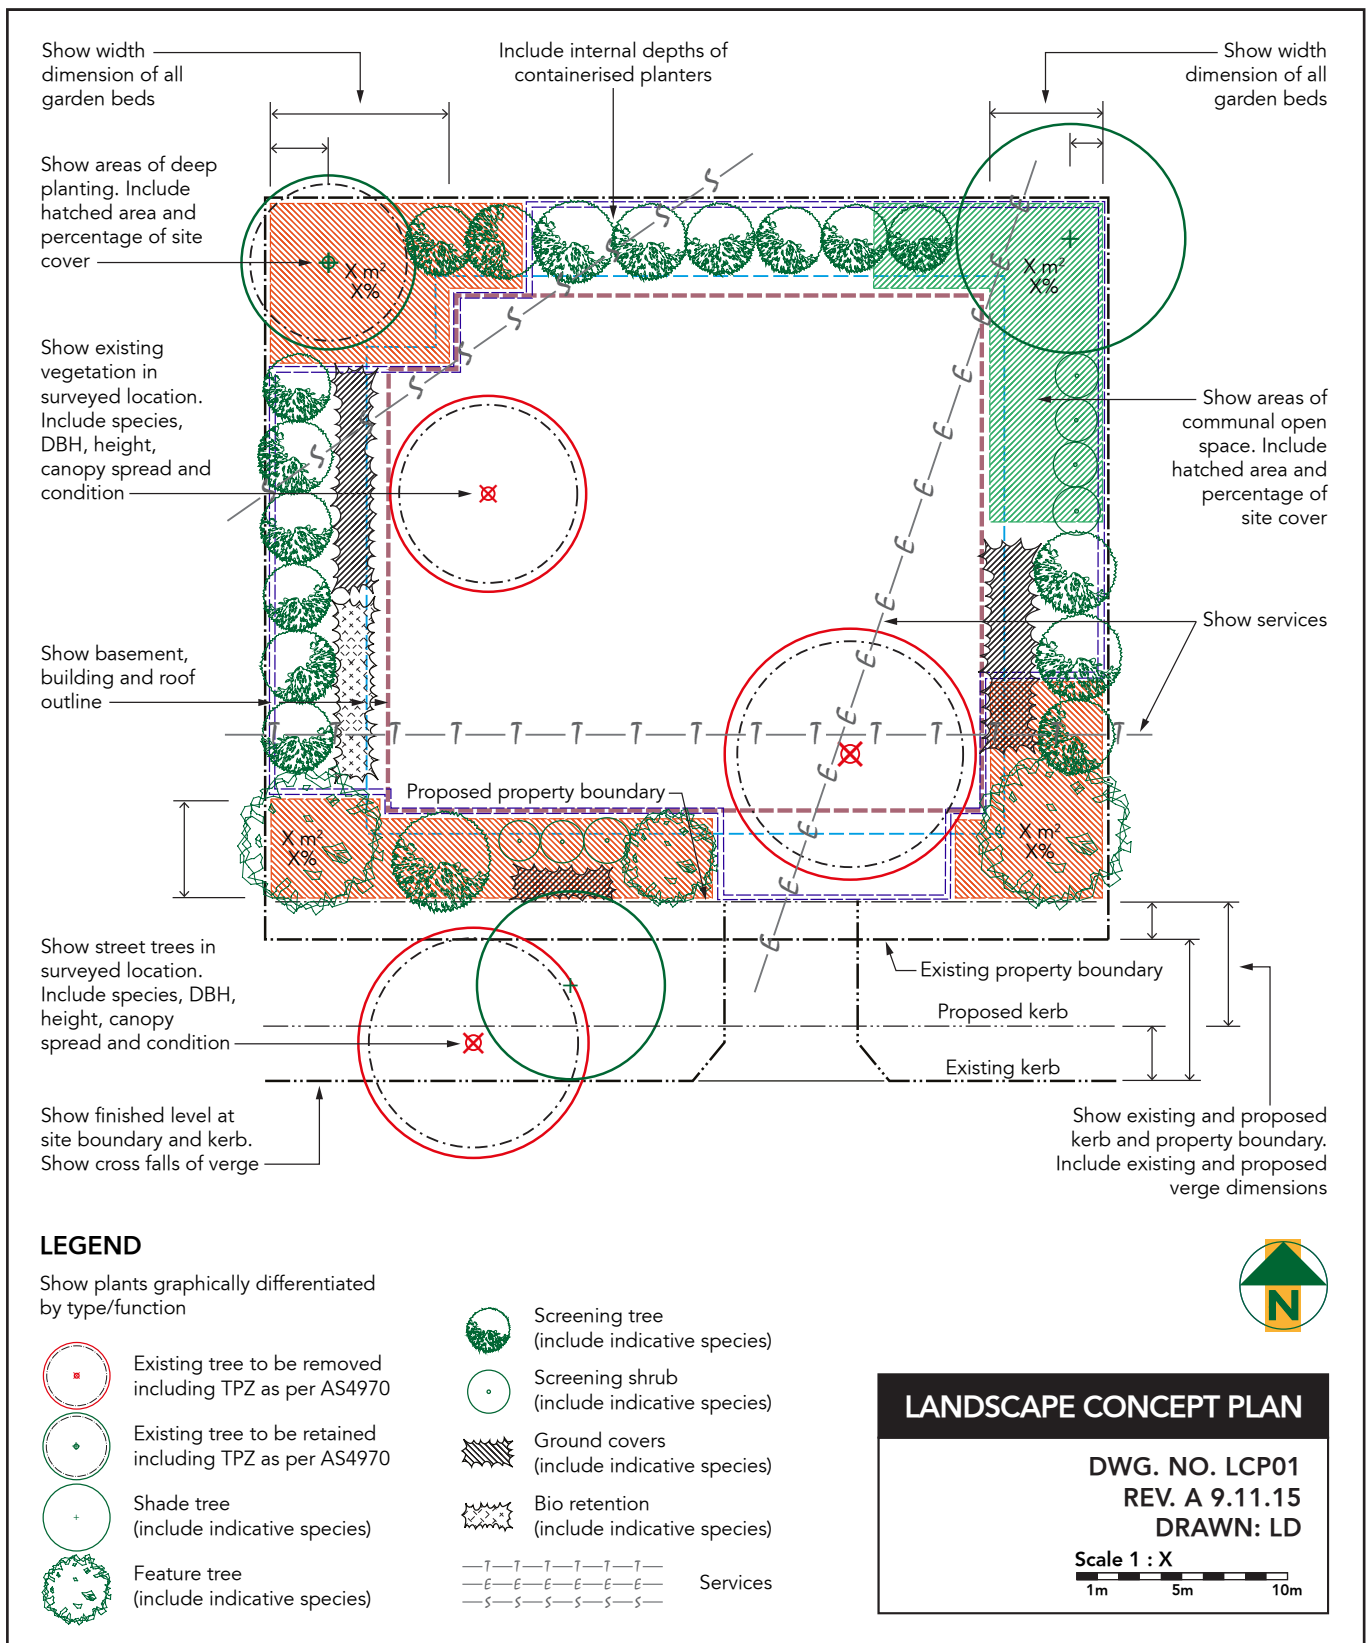 Show width
dimension of all
garden beds
Include internal depths of
containerised planters
Show width
dimension of all
garden beds
Show areas of deep
planting. Include
hatched area and
percentage of site
cover
X m²
X%
X m²
X%
Show existing
vegetation in
surveyed location.
Include species,
DBH, height,
canopy spread and
condition
Show areas of
communal open
space. Include
hatched area and
percentage of
site cover
Show services
Show basement,
building and roof
outline
S S S S S S S S S
E E E E E E E E E E E E E E
T T T T T T T T T T T T T T T
Proposed property boundary
X m²
X%
X m²
X%
Show street trees in
surveyed location.
Include species, DBH,
height, canopy
spread and condition
Existing property boundary
Proposed kerb
Existing kerb
Show finished level at
site boundary and kerb.
Show cross falls of verge
Show existing and proposed
kerb and property boundary.
Include existing and proposed
verge dimensions
LEGEND
Show plants graphically differentiated
by type/function
Existing tree to be removed
including TPZ as per AS4970
Existing tree to be retained
including TPZ as per AS4970
Shade tree
(include indicative species)
Feature tree
(include indicative species)
Screening tree
(include indicative species)
Screening shrub
(include indicative species)
Ground covers
(include indicative species)
Bio retention
(include indicative species)
T T T T T T
E E E E E E
S S S S S S
Services
N
LANDSCAPE CONCEPT PLAN
DWG. NO. LCP01
REV. A 9.11.15
DRAWN: LD
Scale 1 : X
1m 5m 10m